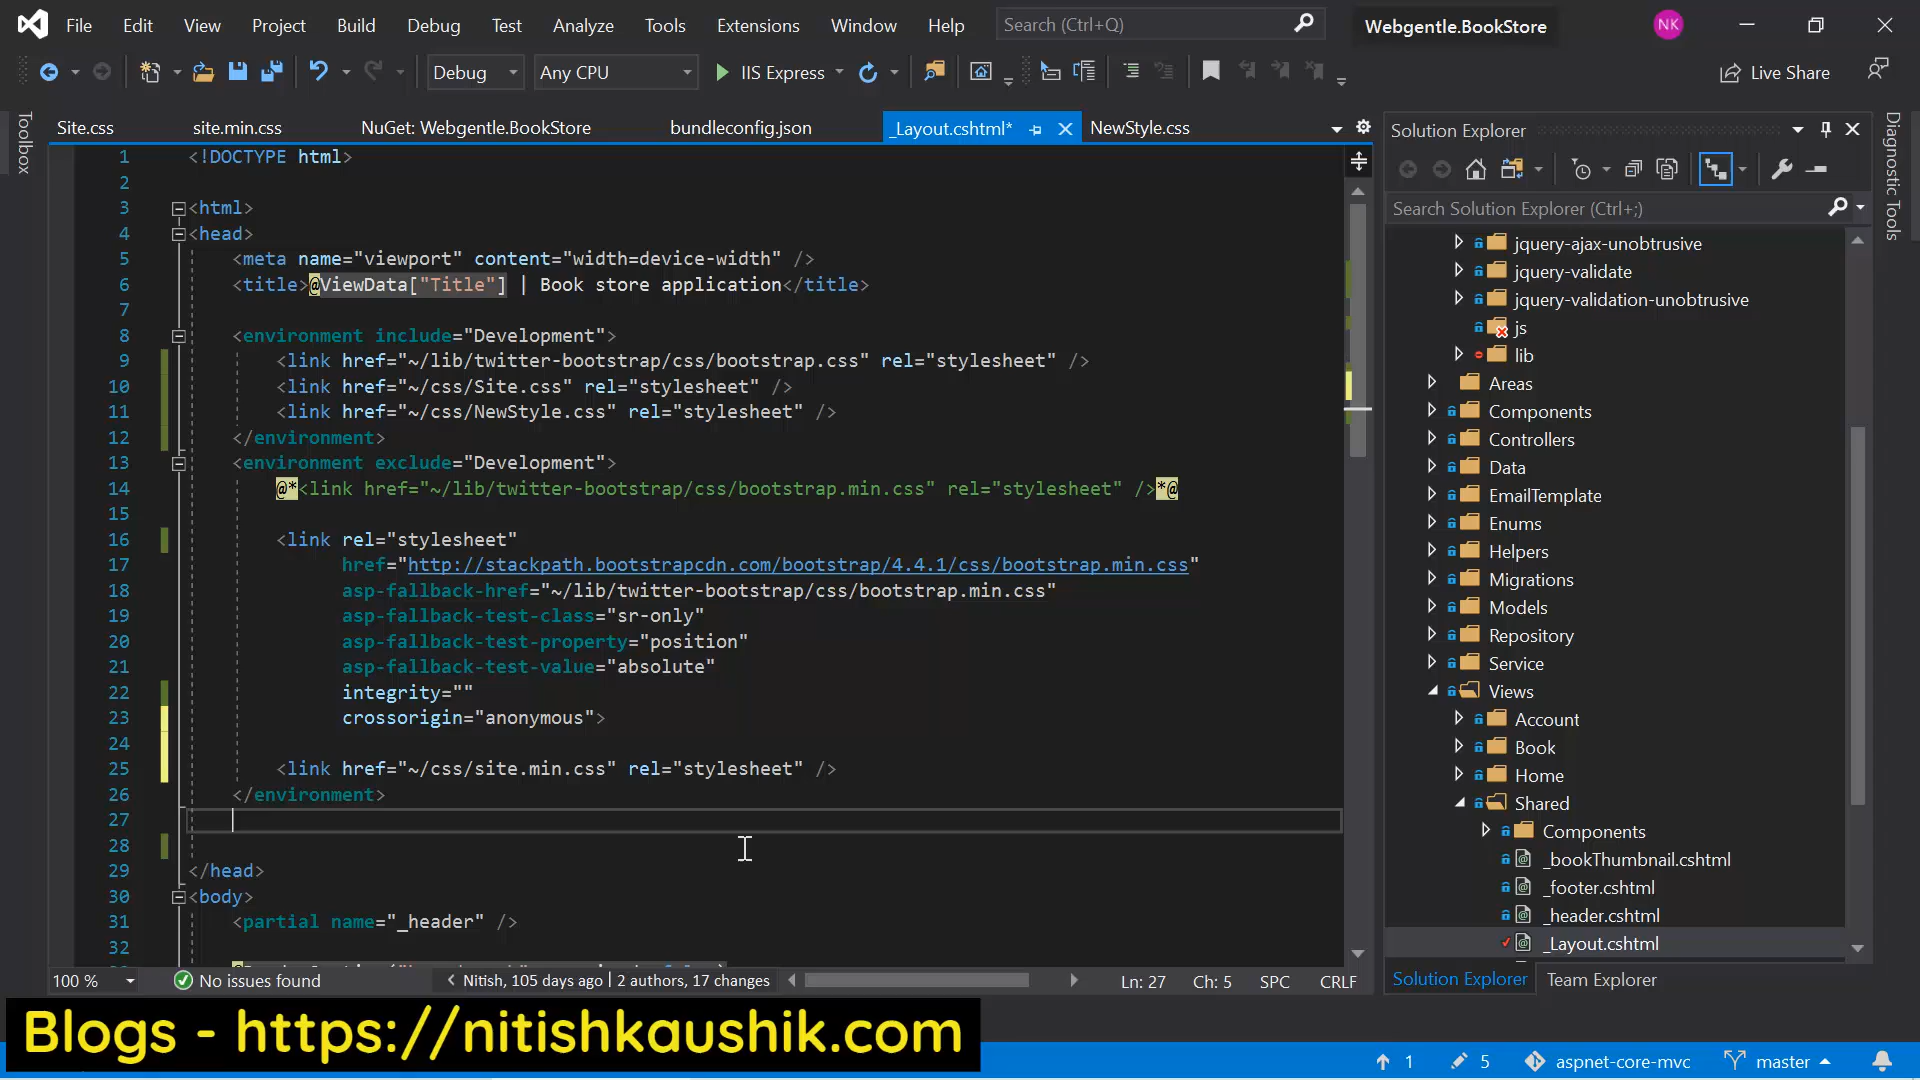 File Edit View Project Build Debug Test Analyze Tools Extensions Window Help Search (Ctrl+Q) Webgentle.BookStore NK
Debug Any CPU IIS Express Live Share
Toolbox
Site.css site.min.css NuGet: Webgentle.BookStore bundleconfig.json _Layout.cshtml* NewStyle.css
1 <!DOCTYPE html>
2
3 <html>
4 <head>
5 <meta name="viewport" content="width=device-width" />
6 <title>@ViewData["Title"] | Book store application</title>
7
8 <environment include="Development">
9 <link href="~/lib/twitter-bootstrap/css/bootstrap.css" rel="stylesheet" />
10 <link href="~/css/Site.css" rel="stylesheet" />
11 <link href="~/css/NewStyle.css" rel="stylesheet" />
12 </environment>
13 <environment exclude="Development">
14 @*<link href="~/lib/twitter-bootstrap/css/bootstrap.min.css" rel="stylesheet" />*@
15
16 <link rel="stylesheet"
17 href="http://stackpath.bootstrapcdn.com/bootstrap/4.4.1/css/bootstrap.min.css"
18 asp-fallback-href="~/lib/twitter-bootstrap/css/bootstrap.min.css"
19 asp-fallback-test-class="sr-only"
20 asp-fallback-test-property="position"
21 asp-fallback-test-value="absolute"
22 integrity=""
23 crossorigin="anonymous">
24
25 <link href="~/css/site.min.css" rel="stylesheet" />
26 </environment>
27
28
29 </head>
30 <body>
31 <partial name="_header" />
32
100 % No issues found Nitish, 105 days ago | 2 authors, 17 changes Ln: 27 Ch: 5 SPC CRLF
Solution Explorer
Search Solution Explorer (Ctrl+;)
jquery-ajax-unobtrusive
jquery-validate
jquery-validation-unobtrusive
js
lib
Areas
Components
Controllers
Data
EmailTemplate
Enums
Helpers
Migrations
Models
Repository
Service
Views
Account
Book
Home
Shared
Components
_bookThumbnail.cshtml
_footer.cshtml
_header.cshtml
_Layout.cshtml
Solution Explorer Team Explorer
Diagnostic Tools
Blogs - https://nitishkaushik.com
1 5 aspnet-core-mvc master